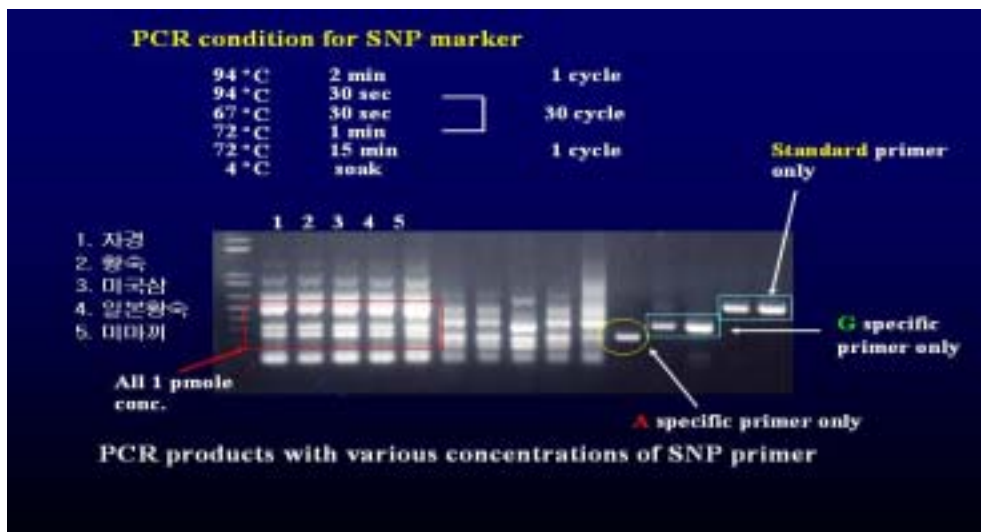 PCR condition for SNP marker
94 °C 2 min 1 cycle
94 °C 30 sec
67 °C 30 sec 30 cycle
72 °C 1 min
72 °C 15 min 1 cycle
4 °C soak
Standard primer
only
1 2 3 4 5
1. 자경
2. 황숙
3. 미국삼
4. 일본황숙
5. 미마끼
G specific
primer only
All 1 pmole
conc.
A specific primer only
PCR products with various concentrations of SNP primer